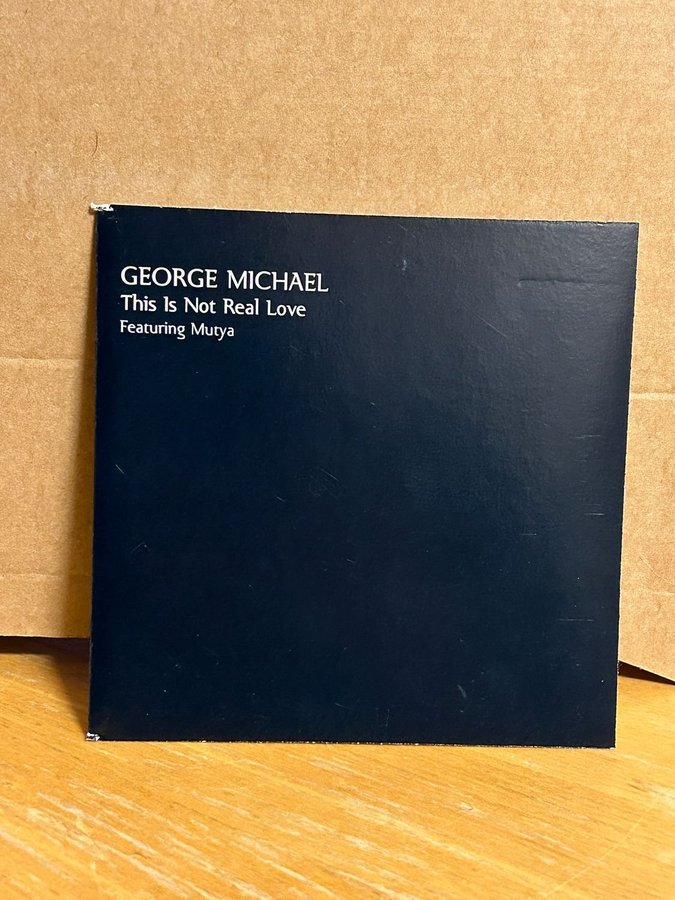 GEORGE MICHAEL
This Is Not Real Love
Featuring Mutya